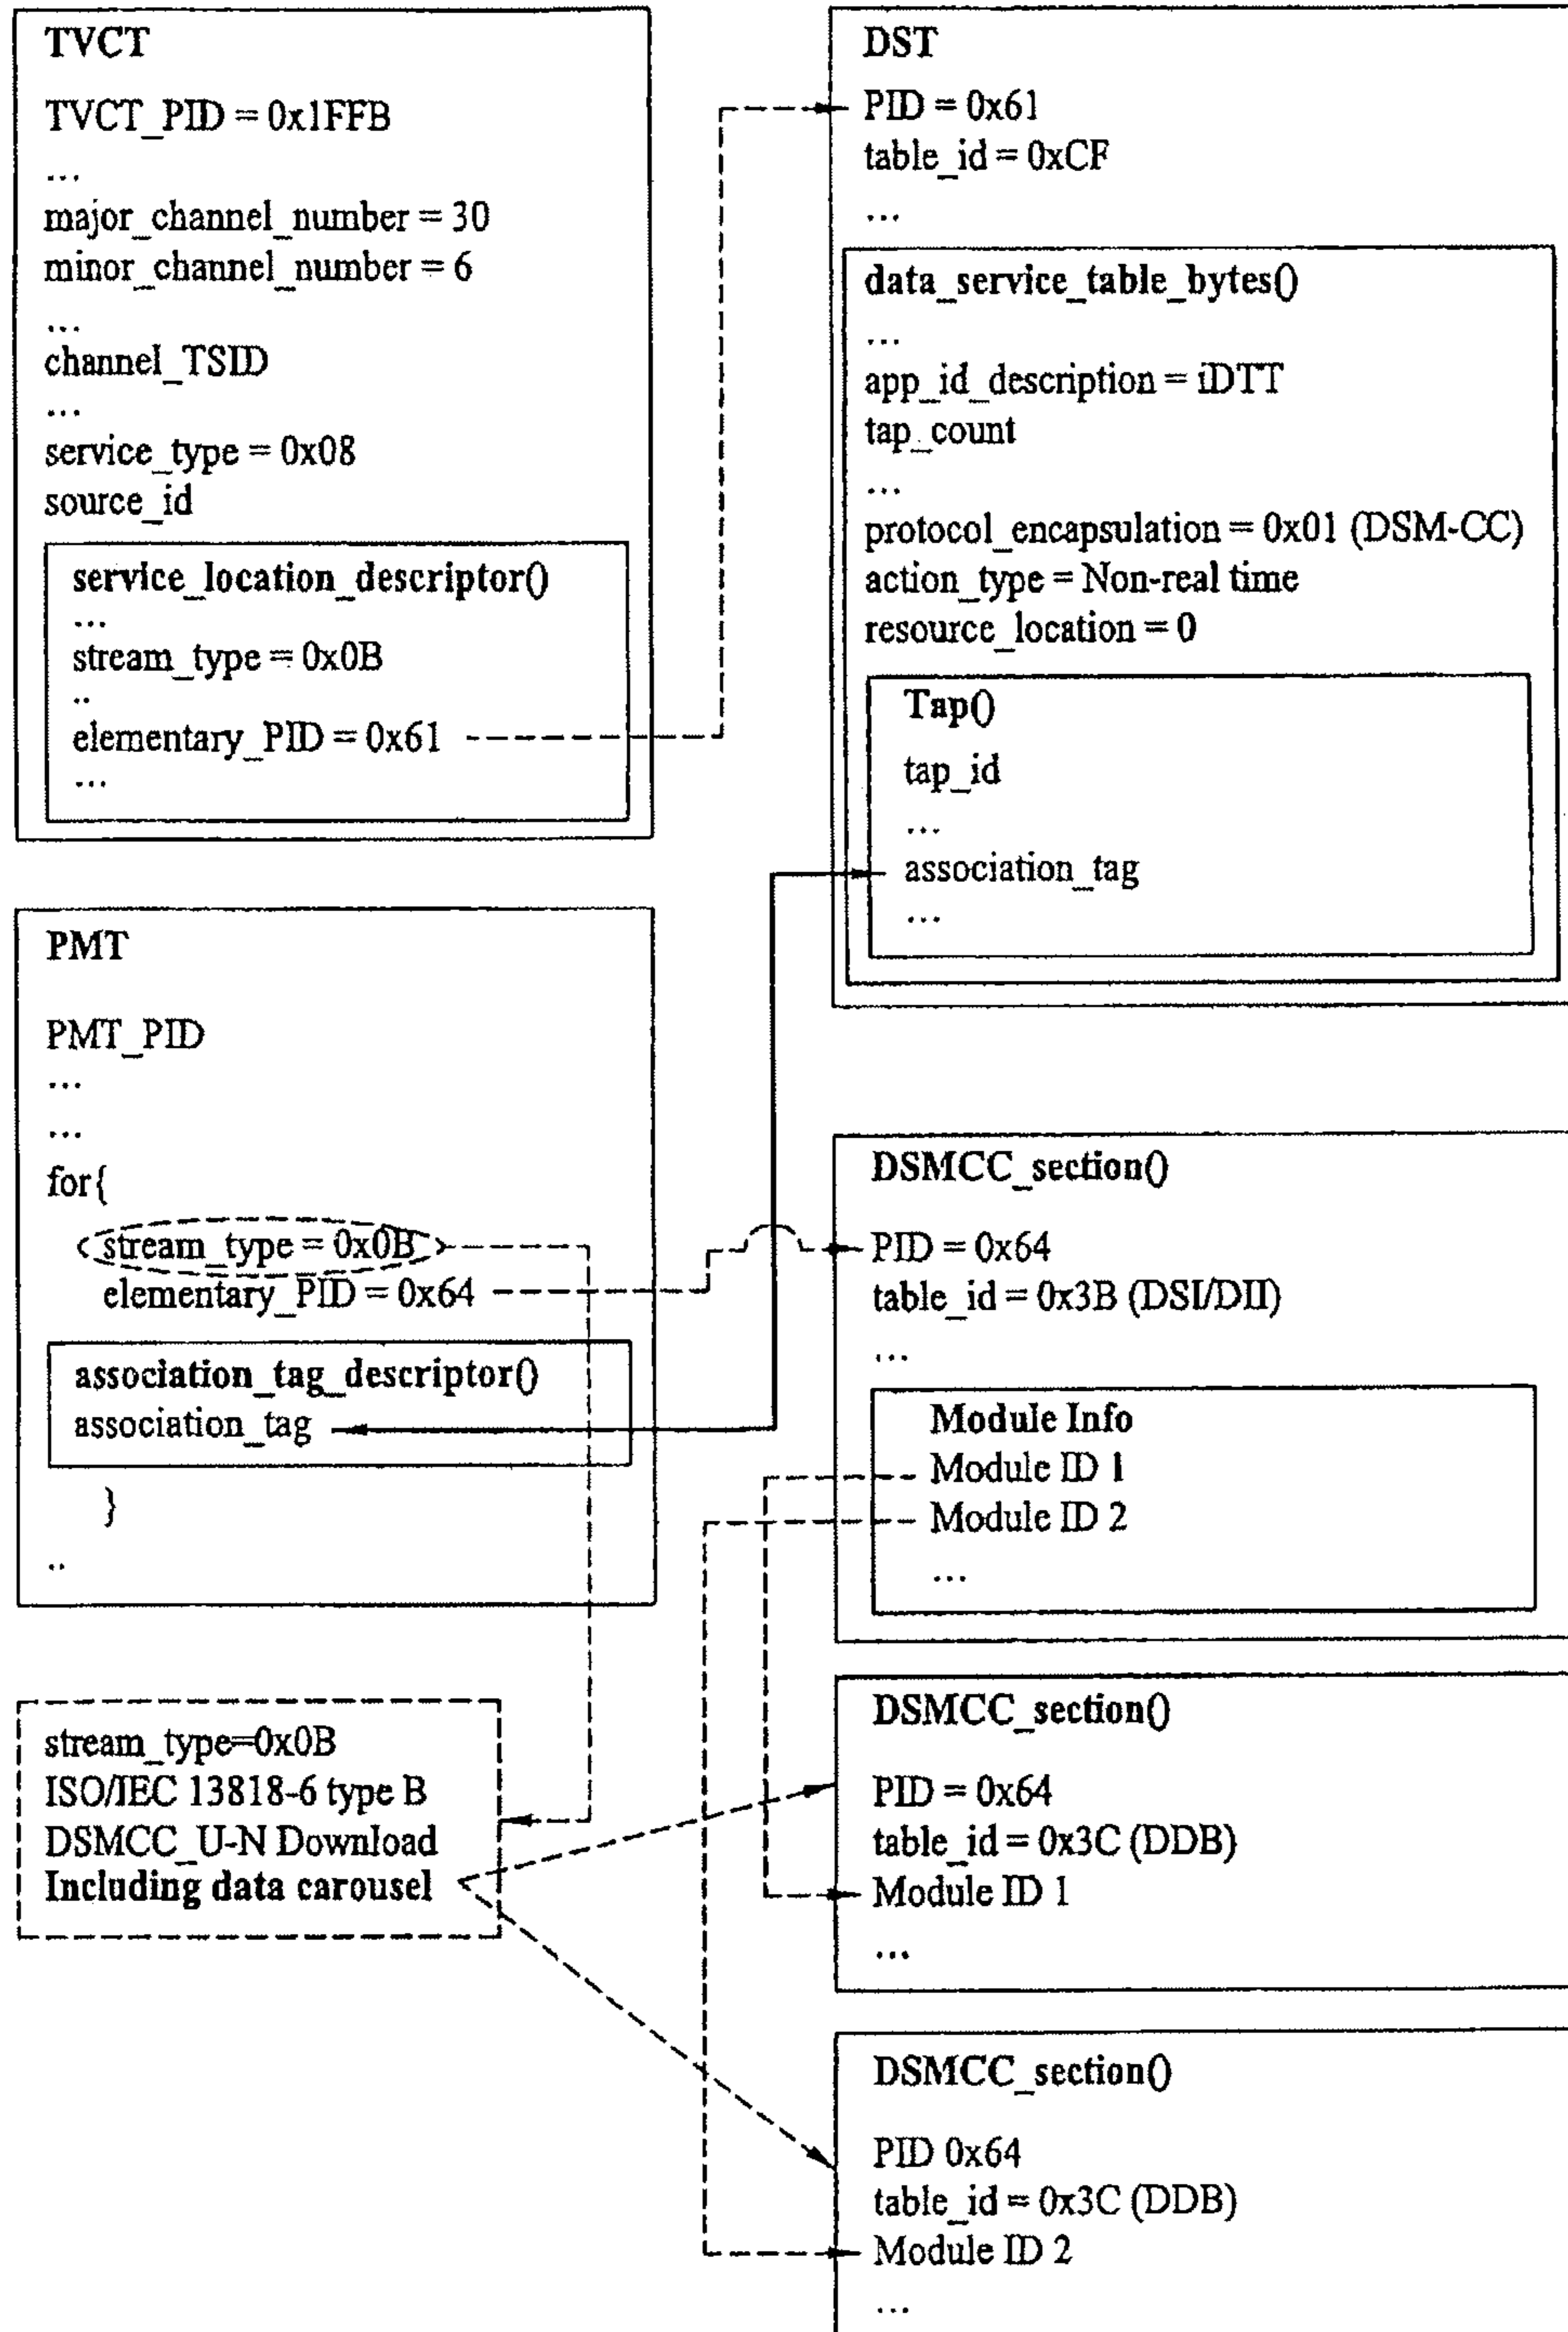 TVCT
TVCT_PID = 0x1FFB
...
major_channel_number = 30
minor_channel_number = 6
...
channel_TSID
...
service_type = 0x08
source_id
service_location_descriptor()
...
stream_type = 0x0B
..
elementary_PID = 0x61
...
DST
PID = 0x61
table_id = 0xCF
...
data_service_table_bytes()
...
app_id_description = iDTT
tap_count
...
protocol_encapsulation = 0x01 (DSM-CC)
action_type = Non-real time
resource_location = 0
Tap()
tap_id
...
association_tag
...
PMT
PMT_PID
...
...
for{
stream_type = 0x0B
elementary_PID = 0x64
association_tag_descriptor()
association_tag
}
..
DSMCC_section()
PID = 0x64
table_id = 0x3B (DSI/DII)
...
Module Info
Module ID 1
Module ID 2
...
stream_type=0x0B
ISO/IEC 13818-6 type B
DSMCC_U-N Download
Including data carousel
DSMCC_section()
PID = 0x64
table_id = 0x3C (DDB)
Module ID 1
...
DSMCC_section()
PID 0x64
table_id = 0x3C (DDB)
Module ID 2
...